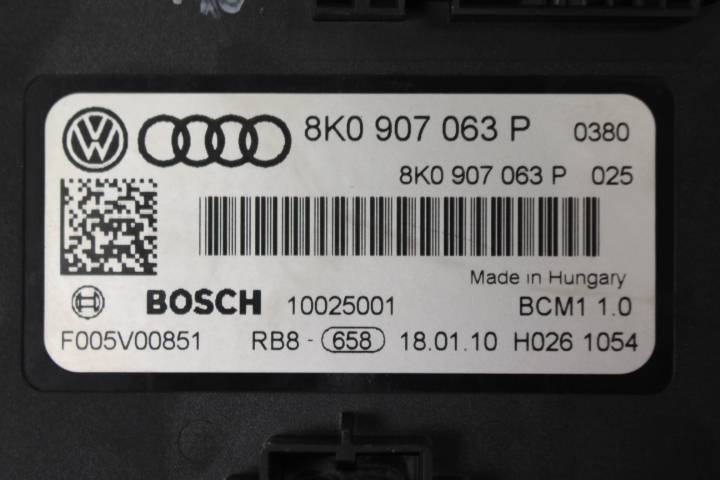 8K0 907 063 P 0380
8K0 907 063 P 025
Made in Hungary
BOSCH 10025001 BCM1 1.0
F005V00851 RB8 - 658 18.01.10 H026 1054